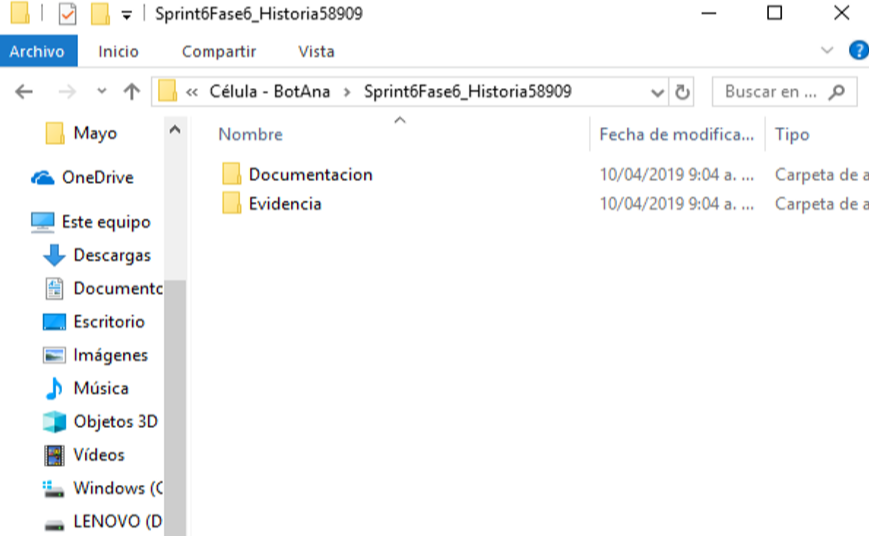 Sprint6Fase6_Historia58909
Archivo Inicio Compartir Vista
« Célula - BotAna › Sprint6Fase6_Historia58909 Buscar en ...
Mayo
OneDrive
Este equipo
Descargas
Documentc
Escritorio
Imágenes
Música
Objetos 3D
Vídeos
Windows (C
LENOVO (D
Nombre Fecha de modifica... Tipo
Documentacion 10/04/2019 9:04 a. ... Carpeta de a
Evidencia 10/04/2019 9:04 a. ... Carpeta de a